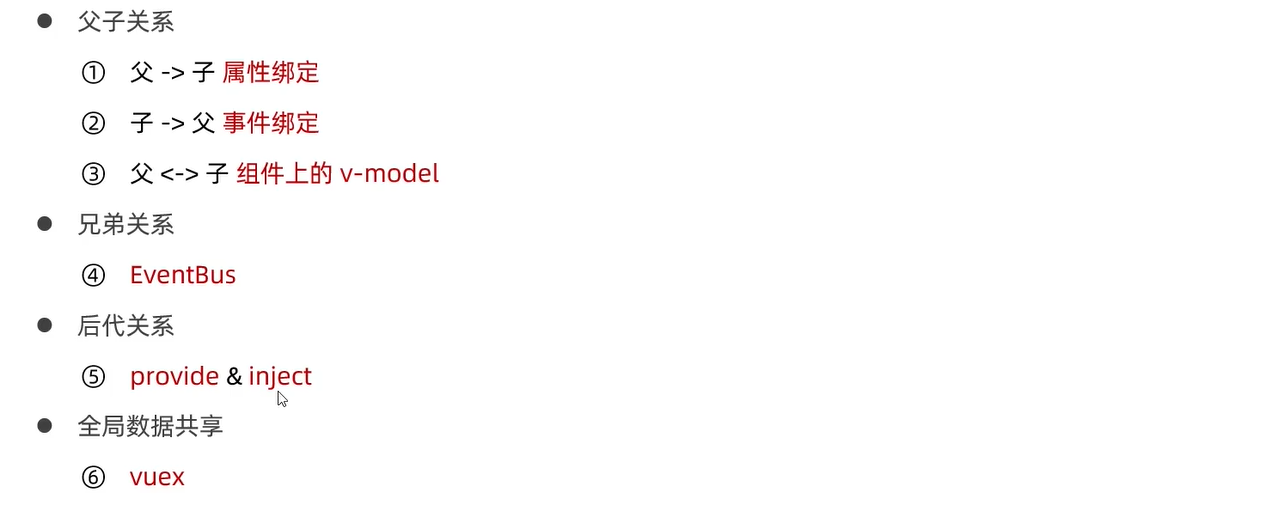 ● 父子关系
① 父 -> 子 属性绑定
② 子 -> 父 事件绑定
③ 父 <-> 子 组件上的 v-model
● 兄弟关系
④ EventBus
● 后代关系
⑤ provide & inject
● 全局数据共享
⑥ vuex